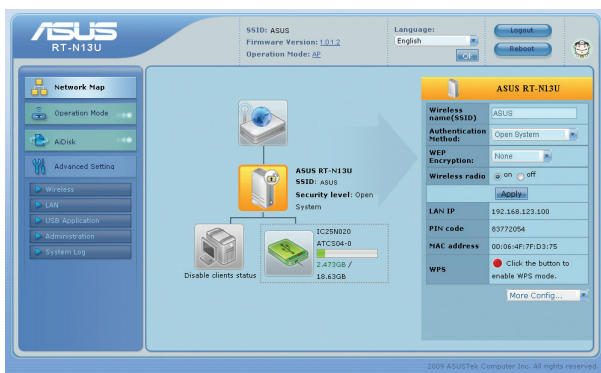 ASUS
RT-N13U
SSID: ASUS
Firmware Version: 1.0.1.2
Operation Mode: AP
Language:
English
Logout
Reboot
Network Map
Operation Mode
AiDisk
Advanced Setting
Wireless
LAN
USB Application
Administration
System Log
ASUS RT-N13U
SSID: ASUS
Security level: Open
System
Disable clients status
IC25N020
ATCS04-0
2.473GB /
18.63GB
ASUS RT-N13U
Wireless
name(SSID)
ASUS
Authentication
Method:
Open System
WEP
Encryption:
None
Wireless radio
on off
Apply
LAN IP
192.168.123.100
PIN code
83772054
MAC address
00:06:4F:7F:D3:75
WPS
Click the button to
enable WPS mode.
More Config...
2009 ASUSTek Computer Inc. All rights reserved